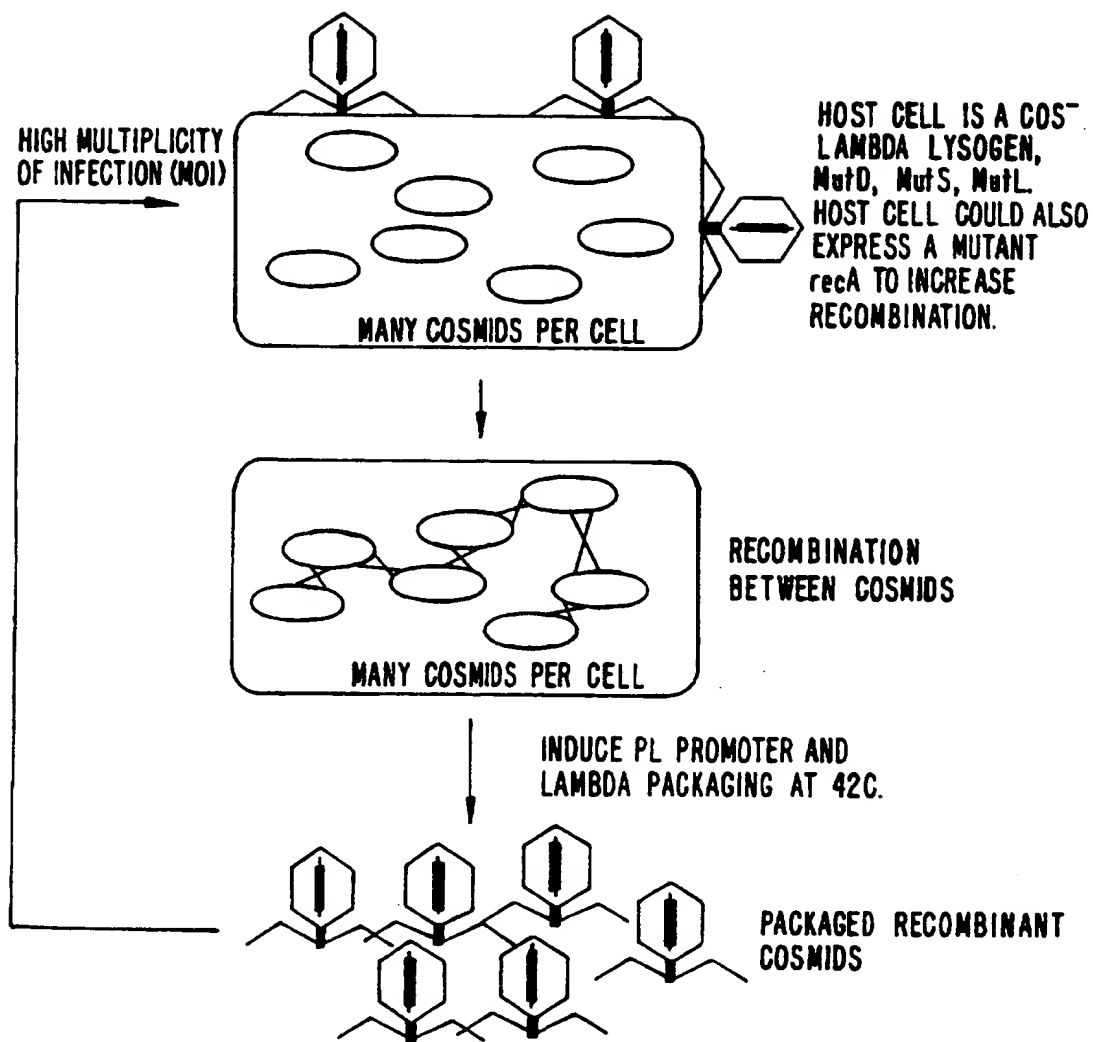 HIGH MULTIPLICITY
OF INFECTION (MOI)
HOST CELL IS A COS⁻
LAMBDA LYSOGEN,
MutD, MutS, MutL.
HOST CELL COULD ALSO
EXPRESS A MUTANT
recA TO INCREASE
RECOMBINATION.
MANY COSMIDS PER CELL
RECOMBINATION
BETWEEN COSMIDS
MANY COSMIDS PER CELL
INDUCE PL PROMOTER AND
LAMBDA PACKAGING AT 42C.
PACKAGED RECOMBINANT
COSMIDS